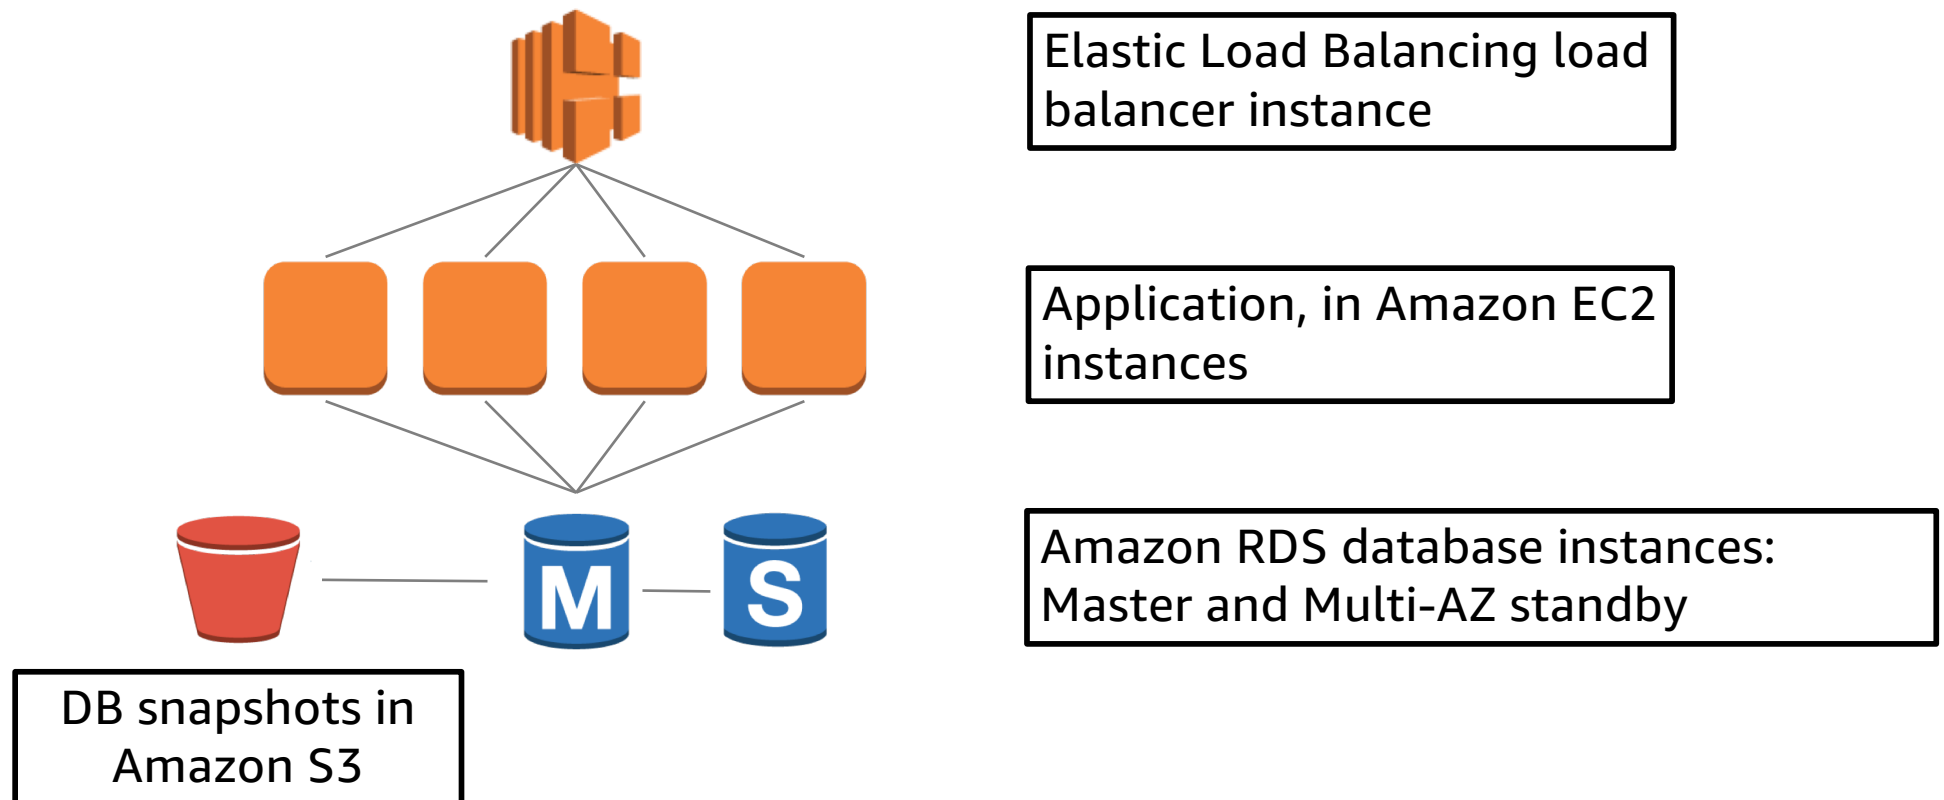 Elastic Load Balancing load
balancer instance
Application, in Amazon EC2
instances
M
S
Amazon RDS database instances:
Master and Multi-AZ standby
DB snapshots in
Amazon S3